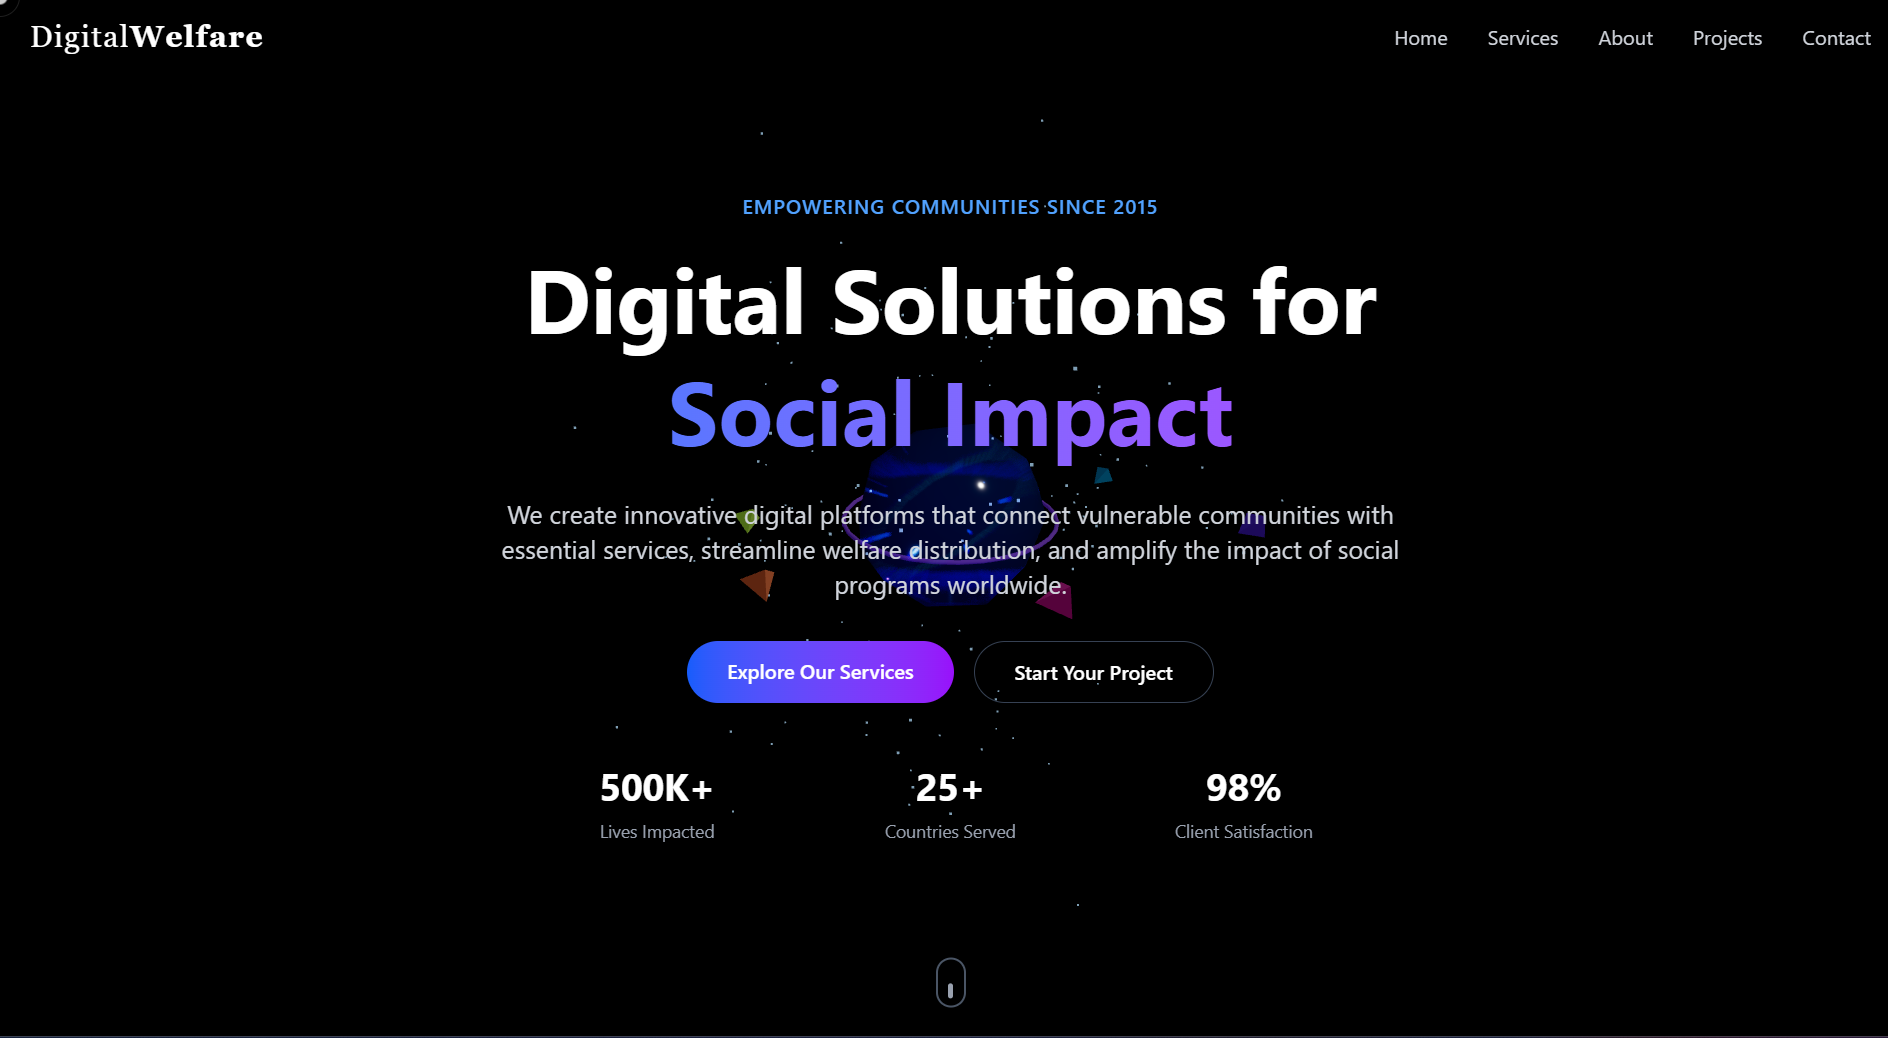 DigitalWelfare
Home Services About Projects Contact
EMPOWERING COMMUNITIES SINCE 2015
Digital Solutions for
Social Impact
We create innovative digital platforms that connect vulnerable communities with
essential services, streamline welfare distribution, and amplify the impact of social
programs worldwide.
Explore Our Services
Start Your Project
500K+
Lives Impacted
25+
Countries Served
98%
Client Satisfaction